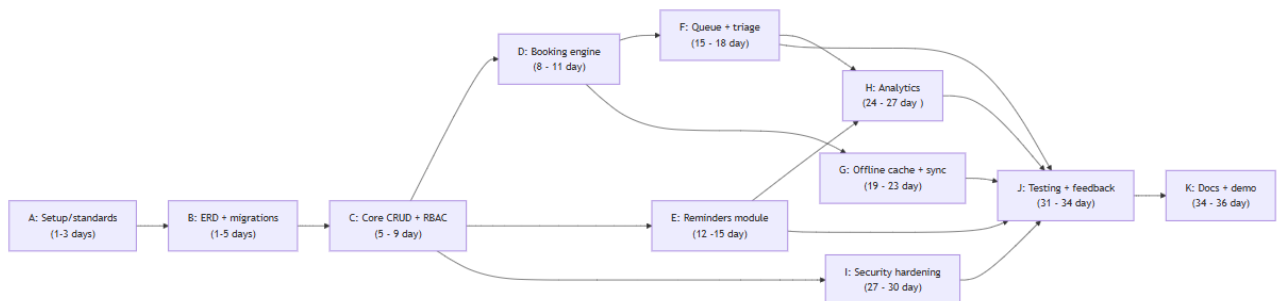 A: Setup/standards
(1-3 days)
B: ERD + migrations
(1-5 days)
C: Core CRUD + RBAC
(5 - 9 day)
D: Booking engine
(8 - 11 day)
F: Queue + triage
(15 - 18 day)
H: Analytics
(24 - 27 day )
G: Offline cache + sync
(19 - 23 day)
E: Reminders module
(12 -15 day)
I: Security hardening
(27 - 30 day)
J: Testing + feedback
(31 - 34 day)
K: Docs + demo
(34 - 36 day)